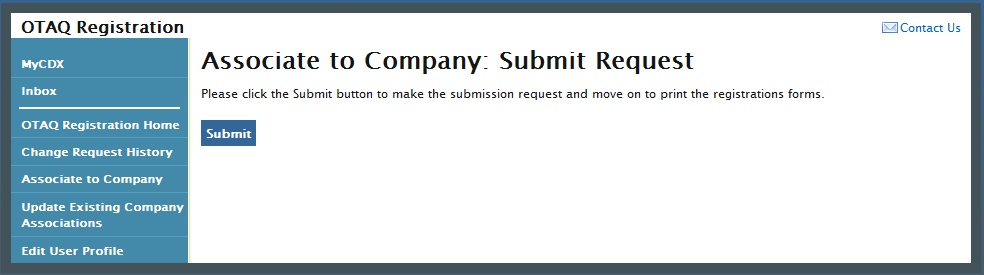 OTAQ Registration
Contact Us
MyCDX
Inbox
OTAQ Registration Home
Change Request History
Associate to Company
Update Existing Company
Associations
Edit User Profile
Associate to Company: Submit Request
Please click the Submit button to make the submission request and move on to print the registrations forms.
Submit